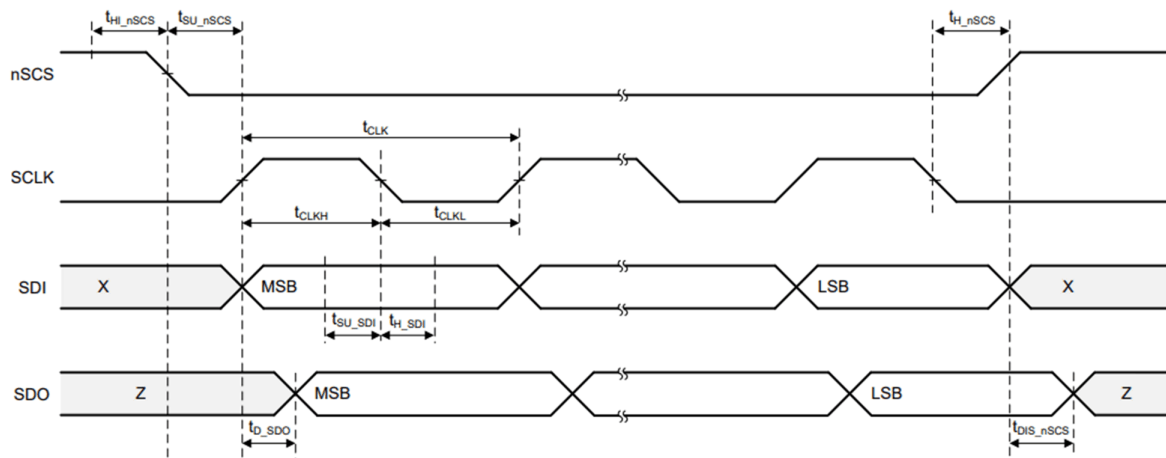 tHI_nSCS tSU_nSCS tH_nSCS
nSCS
tCLK
SCLK
tCLKH tCLKL
SDI X MSB LSB X
tSU_SDI tH_SDI
SDO Z MSB LSB Z
tD_SDO tDIS_nSCS